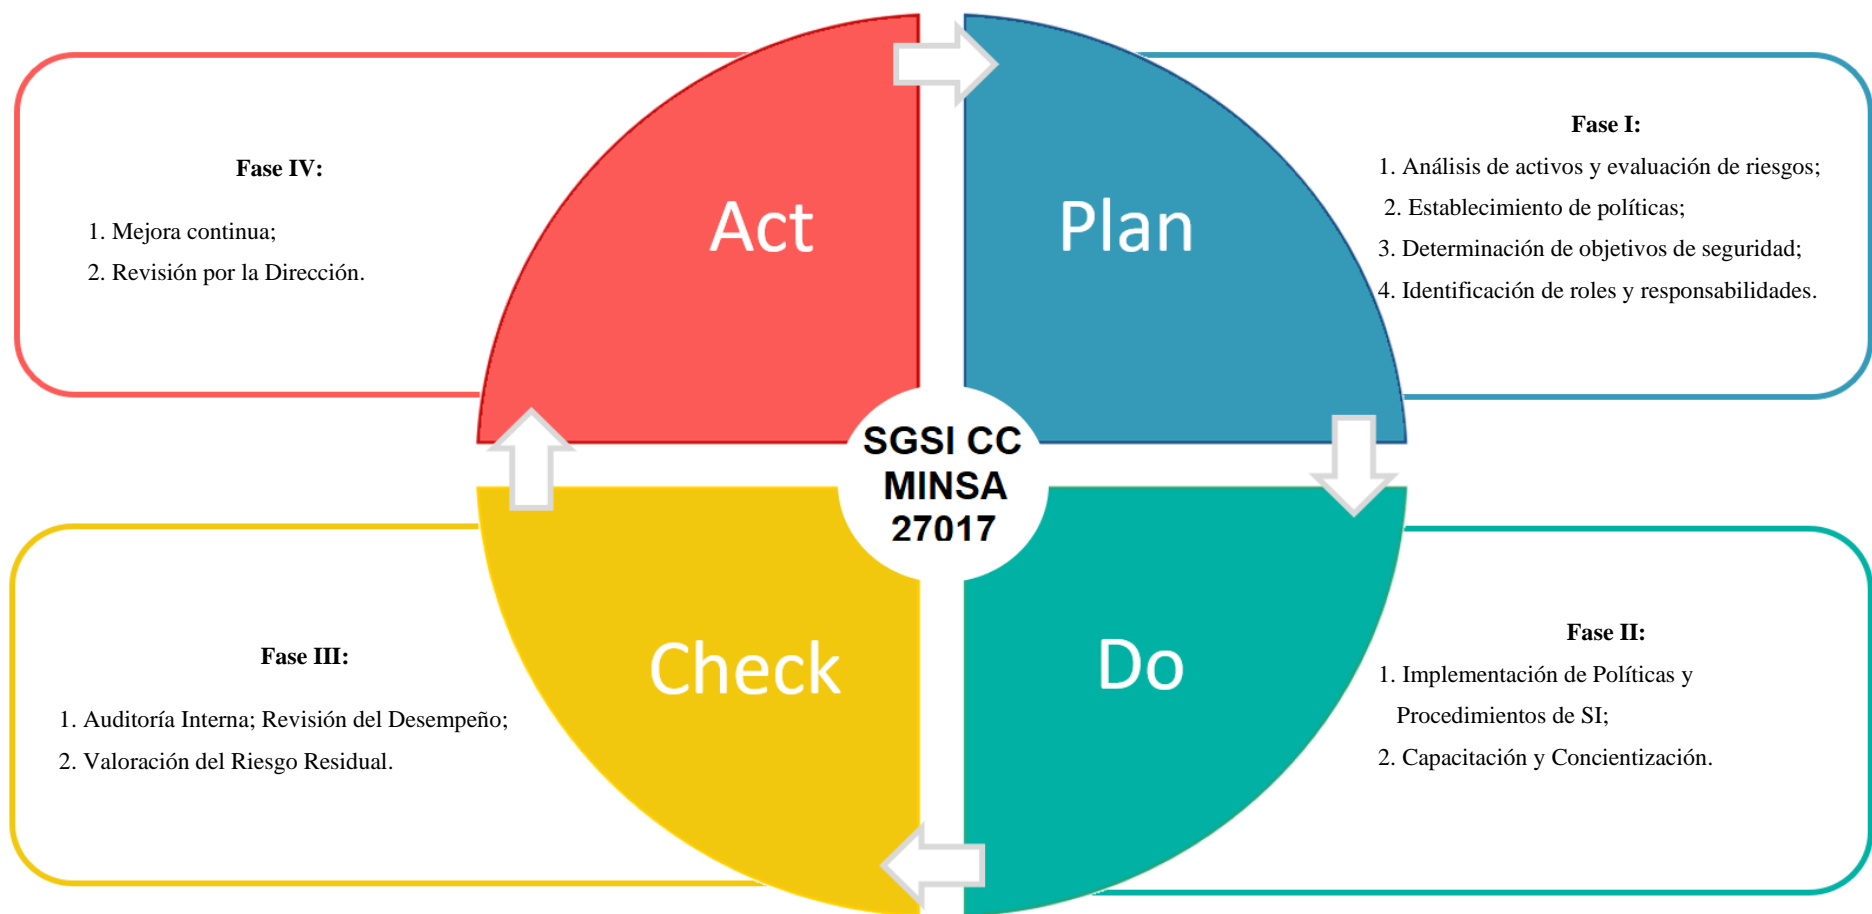 Act
Plan
Check
Do
SGSI CC
MINSA
27017
Fase I:
1. Análisis de activos y evaluación de riesgos;
2. Establecimiento de políticas;
3. Determinación de objetivos de seguridad;
4. Identificación de roles y responsabilidades.
Fase II:
1. Implementación de Políticas y
Procedimientos de SI;
2. Capacitación y Concientización.
Fase III:
1. Auditoría Interna; Revisión del Desempeño;
2. Valoración del Riesgo Residual.
Fase IV:
1. Mejora continua;
2. Revisión por la Dirección.